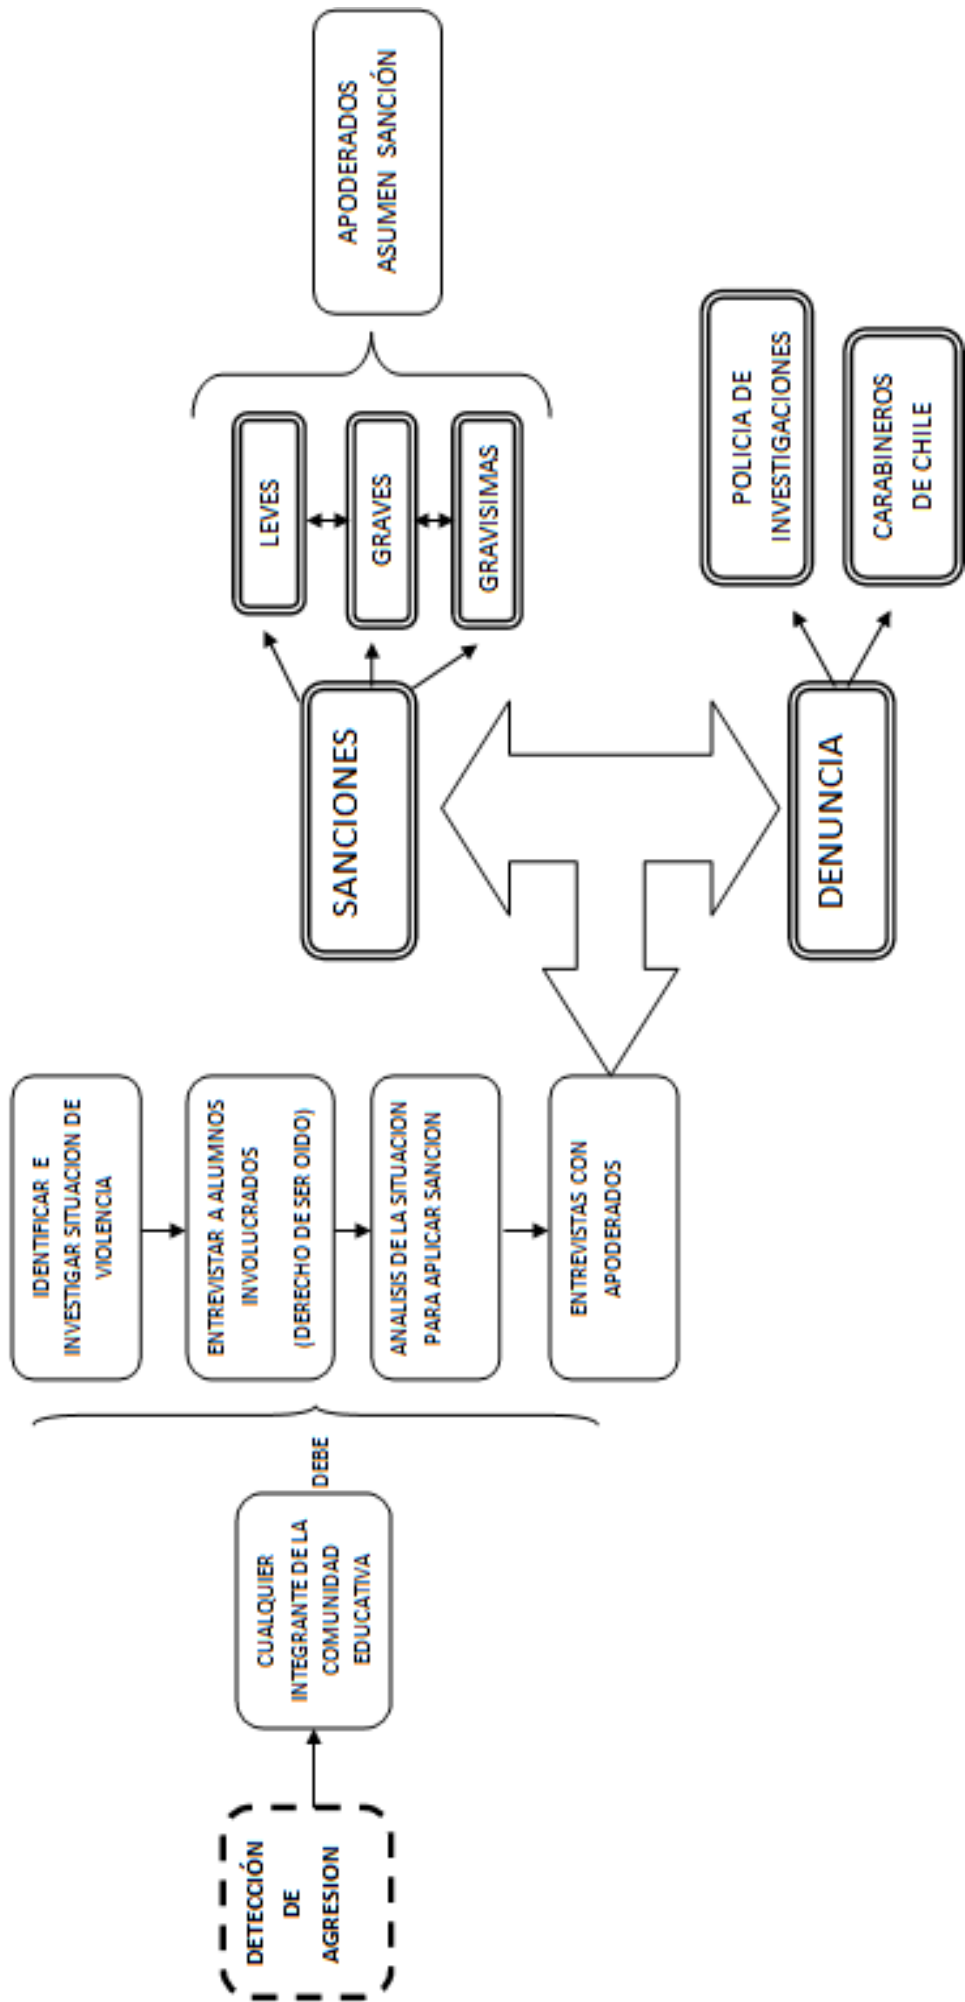 DETECCIÓN
DE
AGRESION
CUALQUIER
INTEGRANTE DE LA
COMUNIDAD
EDUCATIVA
DEBE
IDENTIFICAR E
INVESTIGAR SITUACION DE
VIOLENCIA
ENTREVISTAR A ALUMNOS
INVOLUCRADOS
(DERECHO DE SER OIDO)
ANALISIS DE LA SITUACION
PARA APLICAR SANCION
ENTREVISTAS CON
APODERADOS
SANCIONES
LEVES
GRAVES
GRAVISIMAS
APODERADOS
ASUMEN SANCIÓN
DENUNCIA
POLICIA DE
INVESTIGACIONES
CARABINEROS
DE CHILE